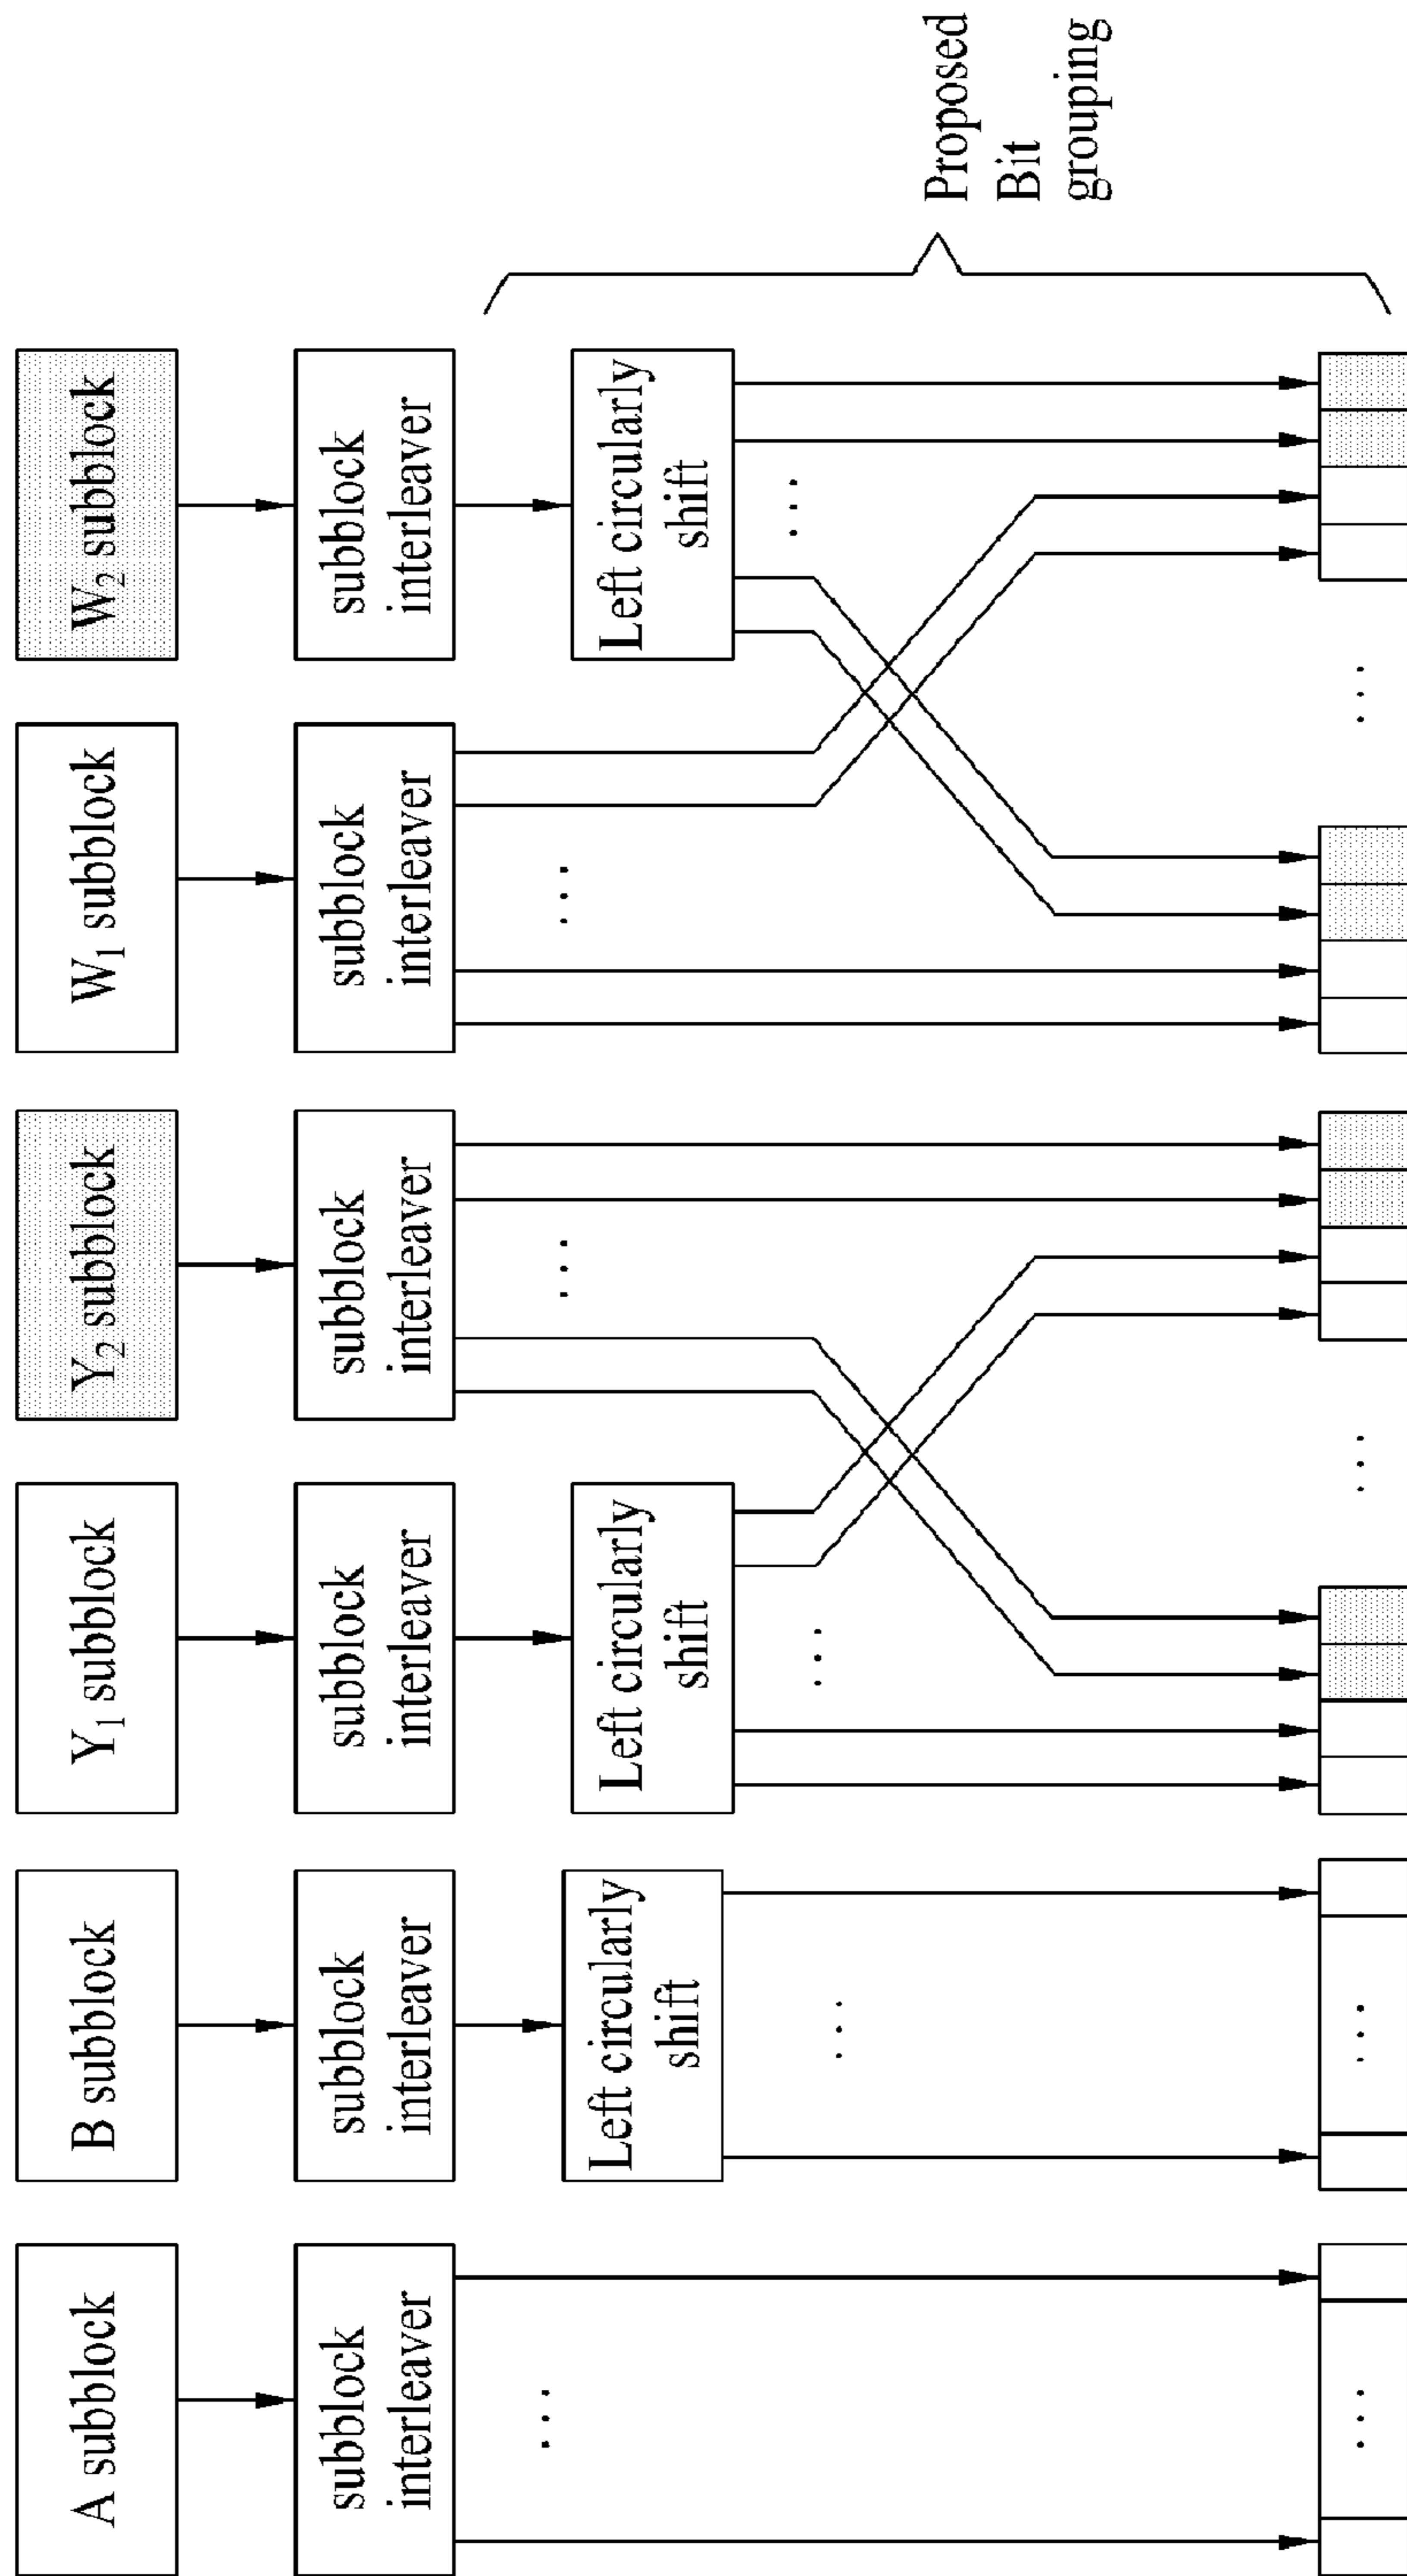 A subblock
B subblock
Y₁ subblock
Y₂ subblock
W₁ subblock
W₂ subblock
subblock
interleaver
subblock
interleaver
subblock
interleaver
subblock
interleaver
subblock
interleaver
subblock
interleaver
...
Left circularly
shift
Left circularly
shift
...
...
Left circularly
shift
...
...
...
Proposed
Bit
grouping
...
...
...
...